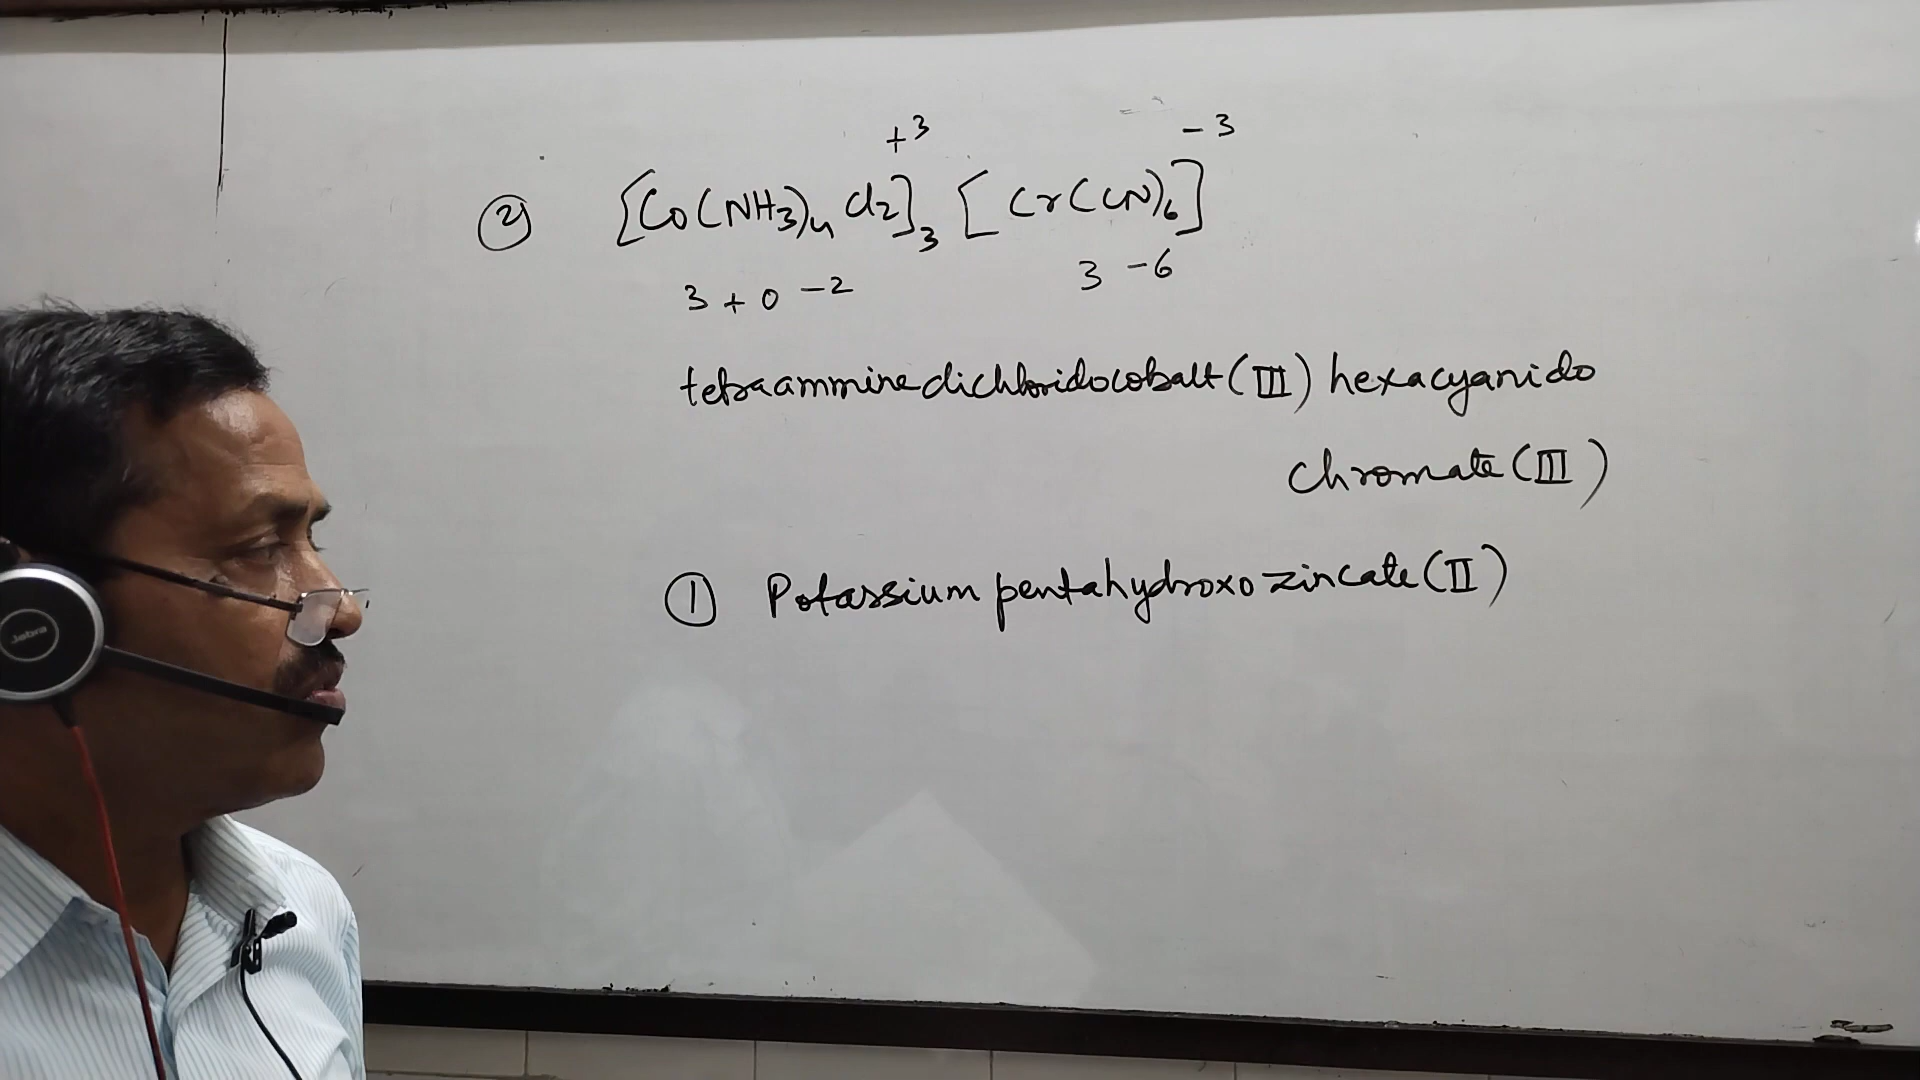 +3 -3
② [Co(NH3)4 Cl2]3 [Cr(CN)6]
3 + 0 -2 3 -6
tetraamminedichloridocobalt(III) hexacyanido
chromate(III)
① Potassium pentahydroxozincate(II)
Jabra